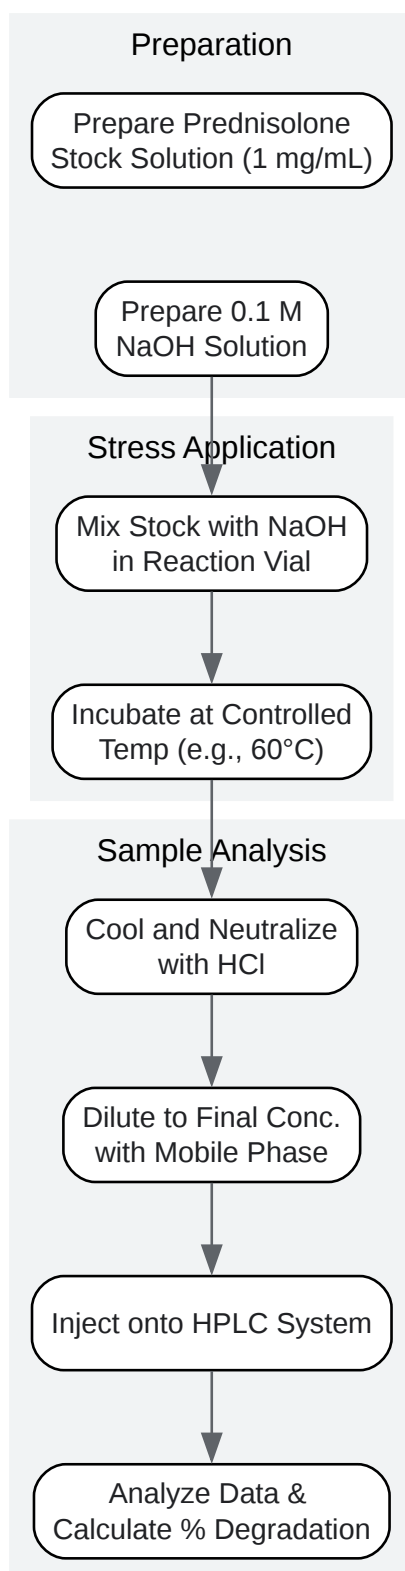 Preparation
Prepare Prednisolone
Stock Solution (1 mg/mL)
Prepare 0.1 M
NaOH Solution
Stress Application
Mix Stock with NaOH
in Reaction Vial
Incubate at Controlled
Temp (e.g., 60°C)
Sample Analysis
Cool and Neutralize
with HCl
Dilute to Final Conc.
with Mobile Phase
Inject onto HPLC System
Analyze Data &
Calculate % Degradation